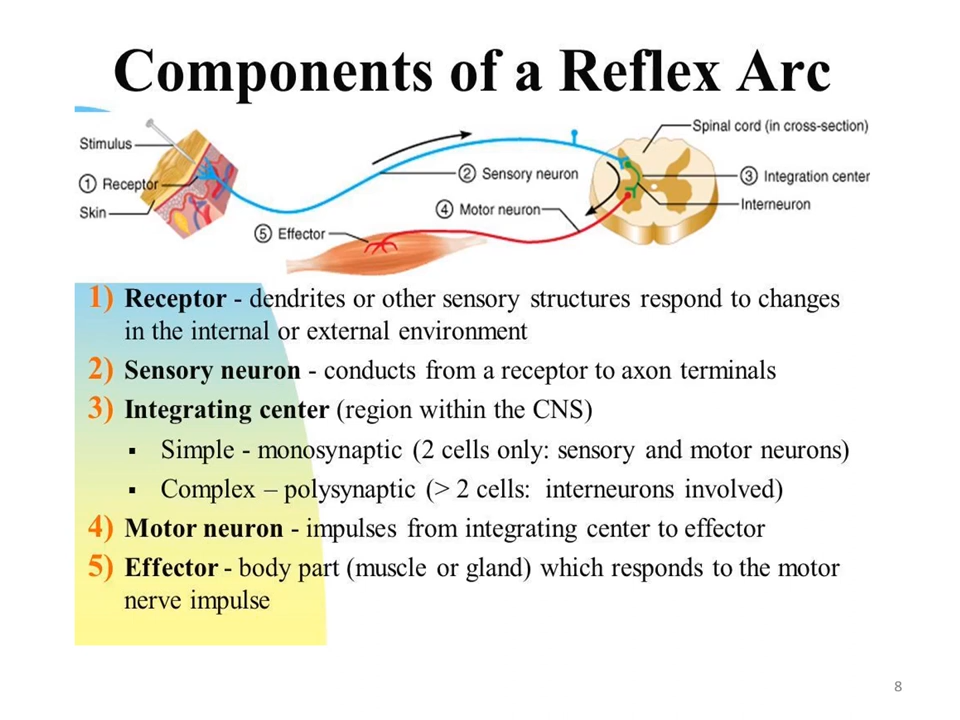 Components of a Reflex Arc
Stimulus
① Receptor
Skin
② Sensory neuron
④ Motor neuron
⑤ Effector
Spinal cord (in cross-section)
③ Integration center
Interneuron
1) Receptor - dendrites or other sensory structures respond to changes
in the internal or external environment
2) Sensory neuron - conducts from a receptor to axon terminals
3) Integrating center (region within the CNS)
▪ Simple - monosynaptic (2 cells only: sensory and motor neurons)
▪ Complex – polysynaptic (> 2 cells: interneurons involved)
4) Motor neuron - impulses from integrating center to effector
5) Effector - body part (muscle or gland) which responds to the motor
nerve impulse
8